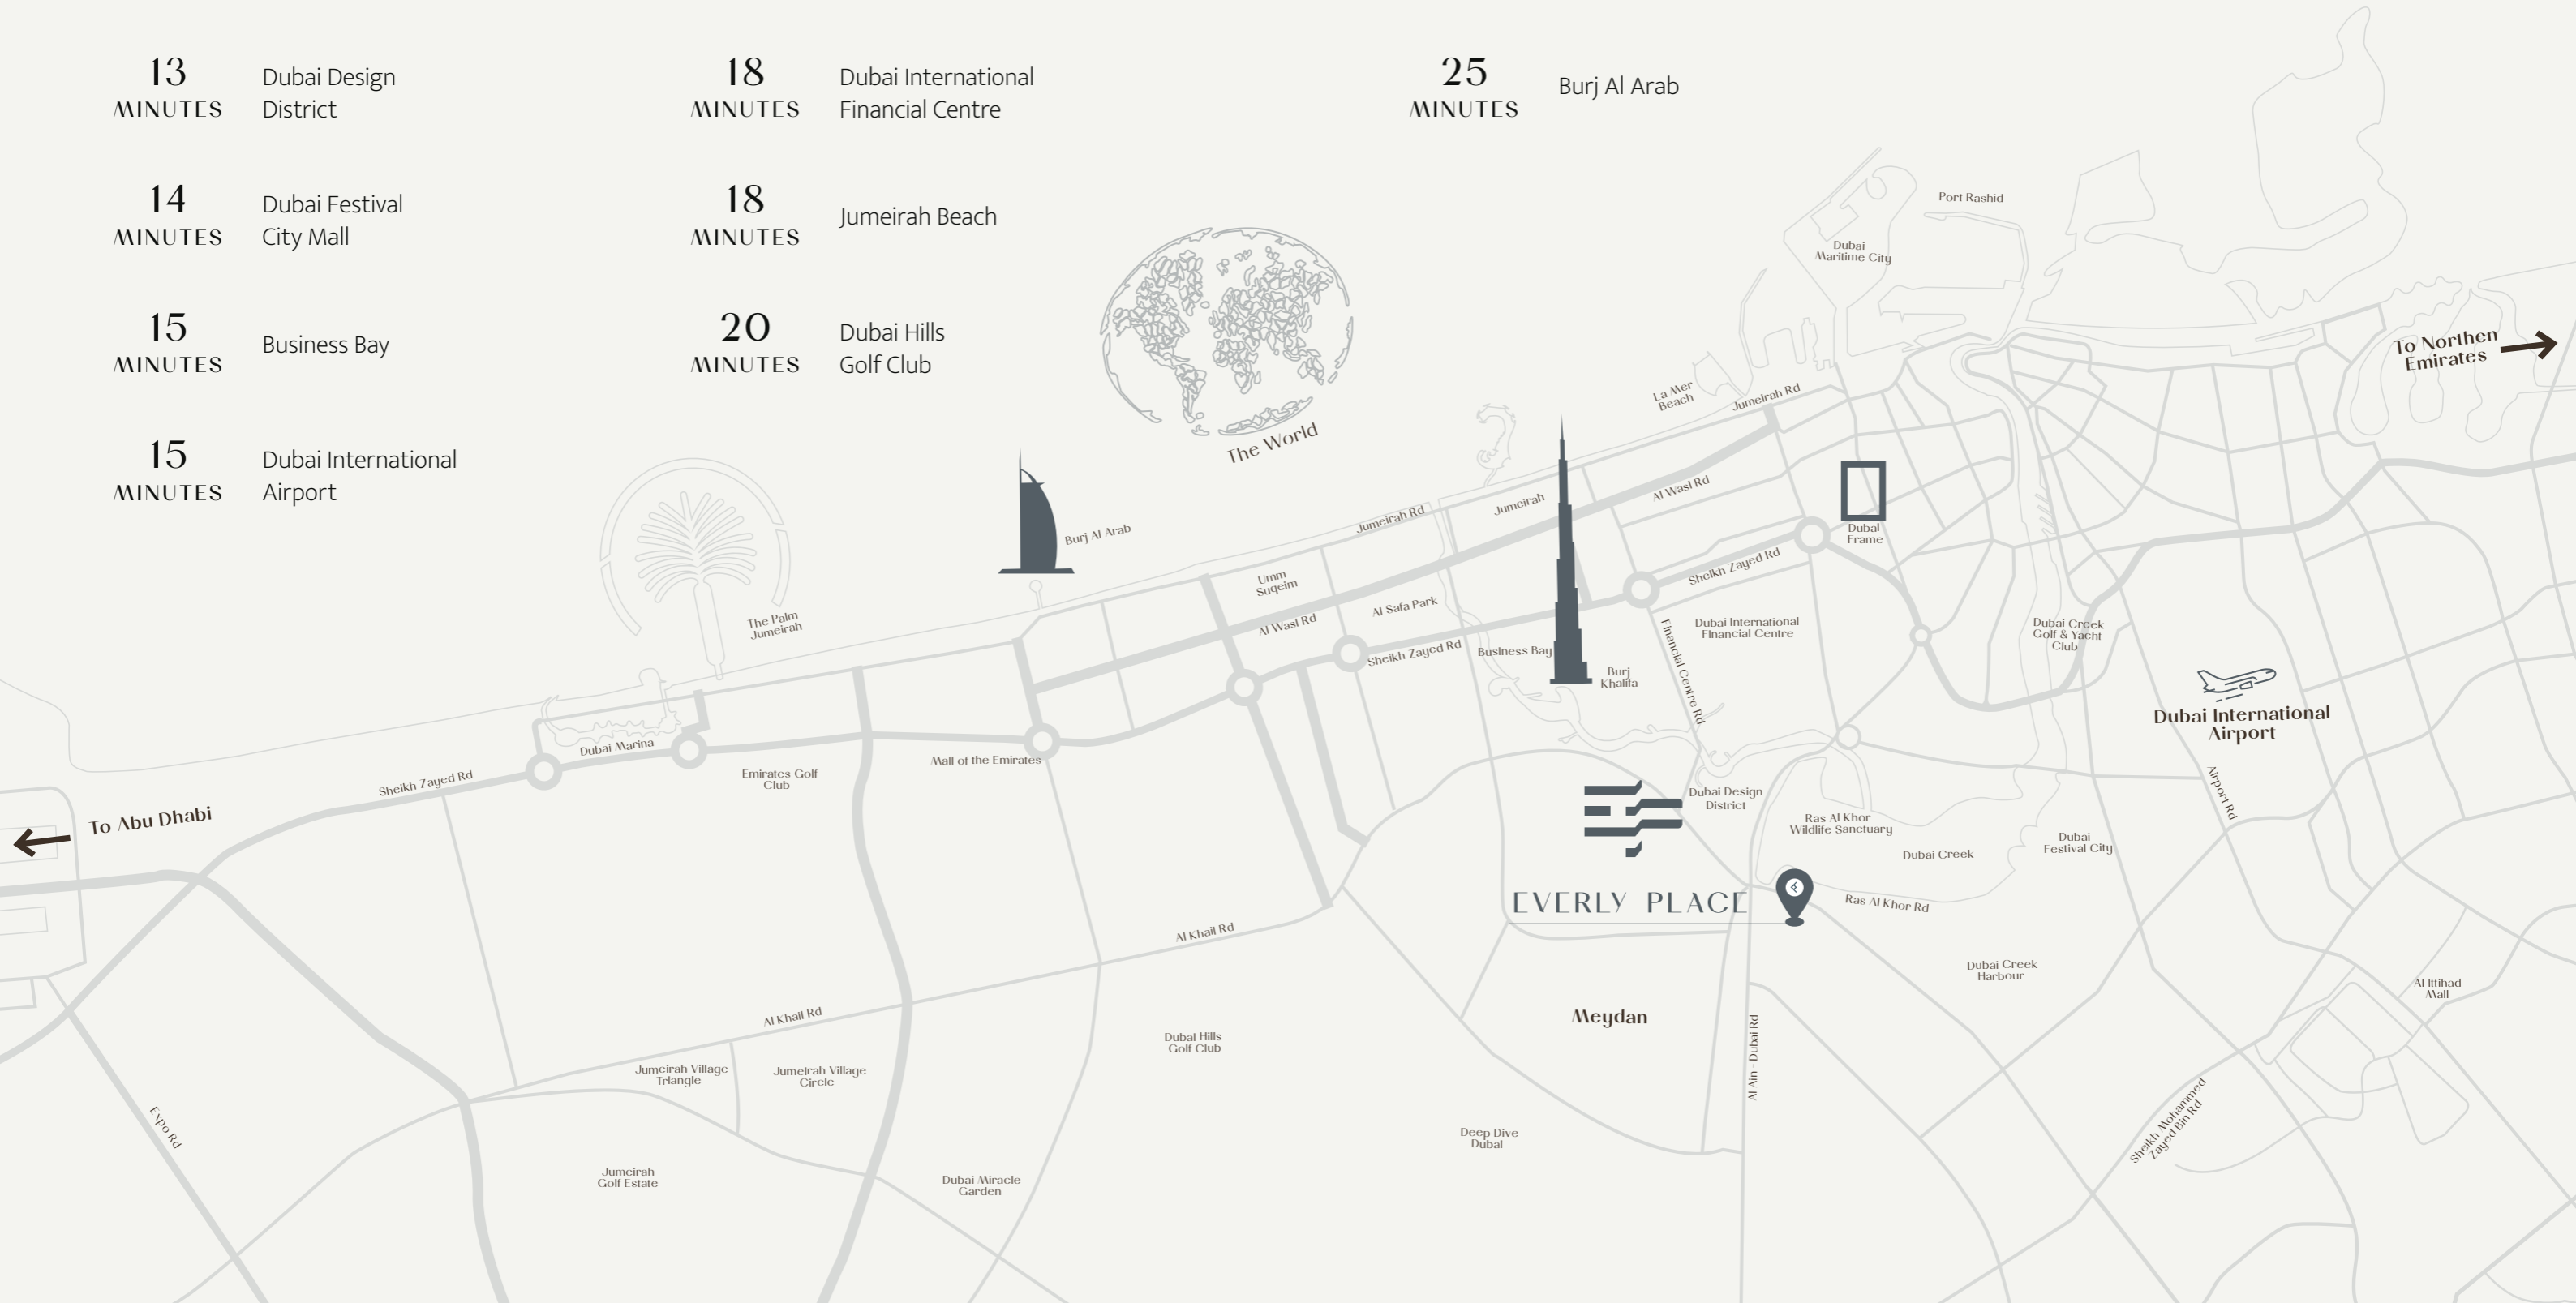 13
MINUTES
Dubai Design
District
14
MINUTES
Dubai Festival
City Mall
15
MINUTES
Business Bay
15
MINUTES
Dubai International
Airport
18
MINUTES
Dubai International
Financial Centre
18
MINUTES
Jumeirah Beach
20
MINUTES
Dubai Hills
Golf Club
25
MINUTES
Burj Al Arab
Port Rashid
Dubai
Maritime City
To Northen
Emirates
La Mer
Beach
Jumeirah Rd
The World
Al Wasl Rd
Jumeirah
Jumeirah Rd
Burj Al Arab
Dubai
Frame
Sheikh Zayed Rd
Umm
Suqeim
Al Safa Park
Al Wasl Rd
The Palm
Jumeirah
Sheikh Zayed Rd
Business Bay
Burj
Khalifa
Financial Centre Rd
Dubai International
Financial Centre
Dubai Creek
Golf & Yacht
Club
Dubai International
Airport
Airport Rd
Dubai Marina
Sheikh Zayed Rd
Emirates Golf
Club
Mall of the Emirates
To Abu Dhabi
Dubai Design
District
Ras Al Khor
Wildlife Sanctuary
Dubai Creek
Dubai
Festival City
EVERLY PLACE
Ras Al Khor Rd
Al Khail Rd
Dubai Creek
Harbour
Al Ittihad
Mall
Meydan
Al Khail Rd
Dubai Hills
Golf Club
Al Ain - Dubai Rd
Jumeirah Village
Triangle
Jumeirah Village
Circle
Expo Rd
Deep Dive
Dubai
Sheikh Mohammed
Zayed Bin Rd
Jumeirah
Golf Estate
Dubai Miracle
Garden